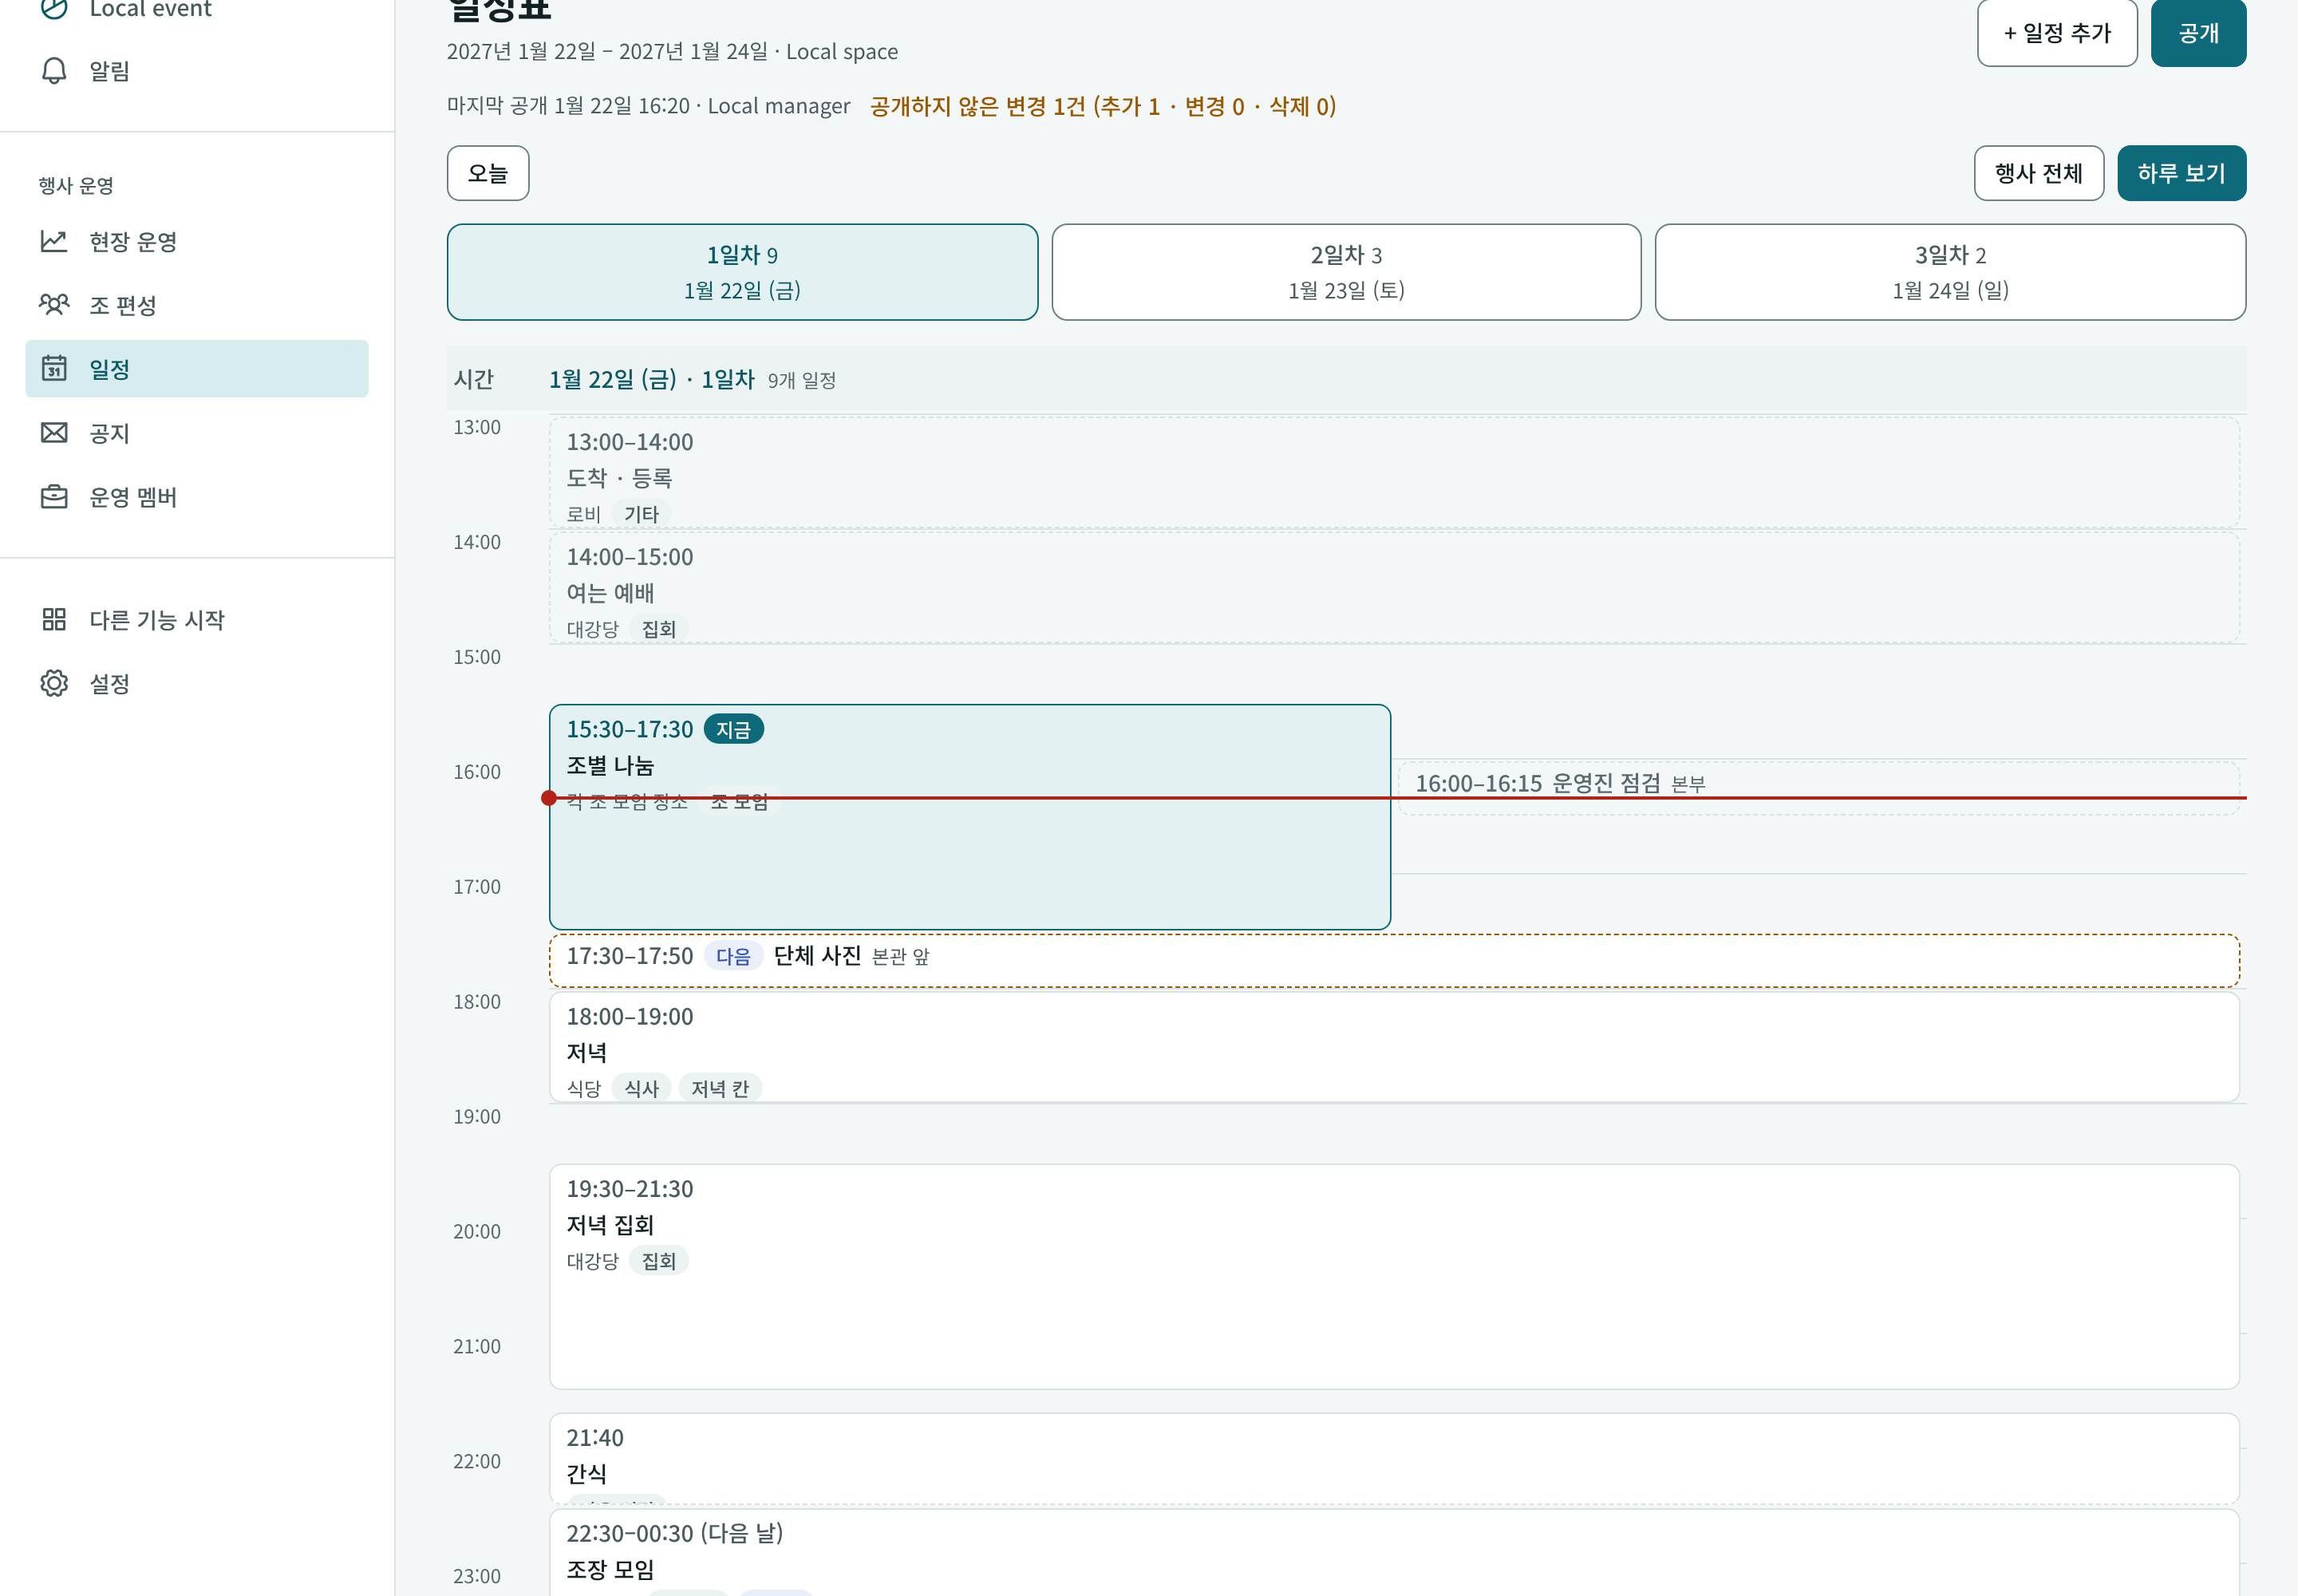 Local event
알림
행사 운영
현장 운영
조 편성
일정
공지
운영 멤버
다른 기능 시작
설정
일정표
2027년 1월 22일 – 2027년 1월 24일 · Local space
+ 일정 추가
공개
마지막 공개 1월 22일 16:20 · Local manager 공개하지 않은 변경 1건 (추가 1 · 변경 0 · 삭제 0)
오늘
행사 전체
하루 보기
1일차 9
1월 22일 (금)
2일차 3
1월 23일 (토)
3일차 2
1월 24일 (일)
시간
1월 22일 (금) · 1일차 9개 일정
13:00
13:00–14:00
도착 · 등록
로비 기타
14:00
14:00–15:00
여는 예배
대강당 집회
15:00
15:30–17:30 지금
조별 나눔
각 조 모임 장소 조 모임
16:00
16:00–16:15 운영진 점검 본부
17:00
17:30–17:50 다음 단체 사진 본관 앞
18:00
18:00–19:00
저녁
식당 식사 저녁 칸
19:00
19:30–21:30
저녁 집회
대강당 집회
20:00
21:00
21:40
간식
22:00
22:30–00:30 (다음 날)
조장 모임
23:00